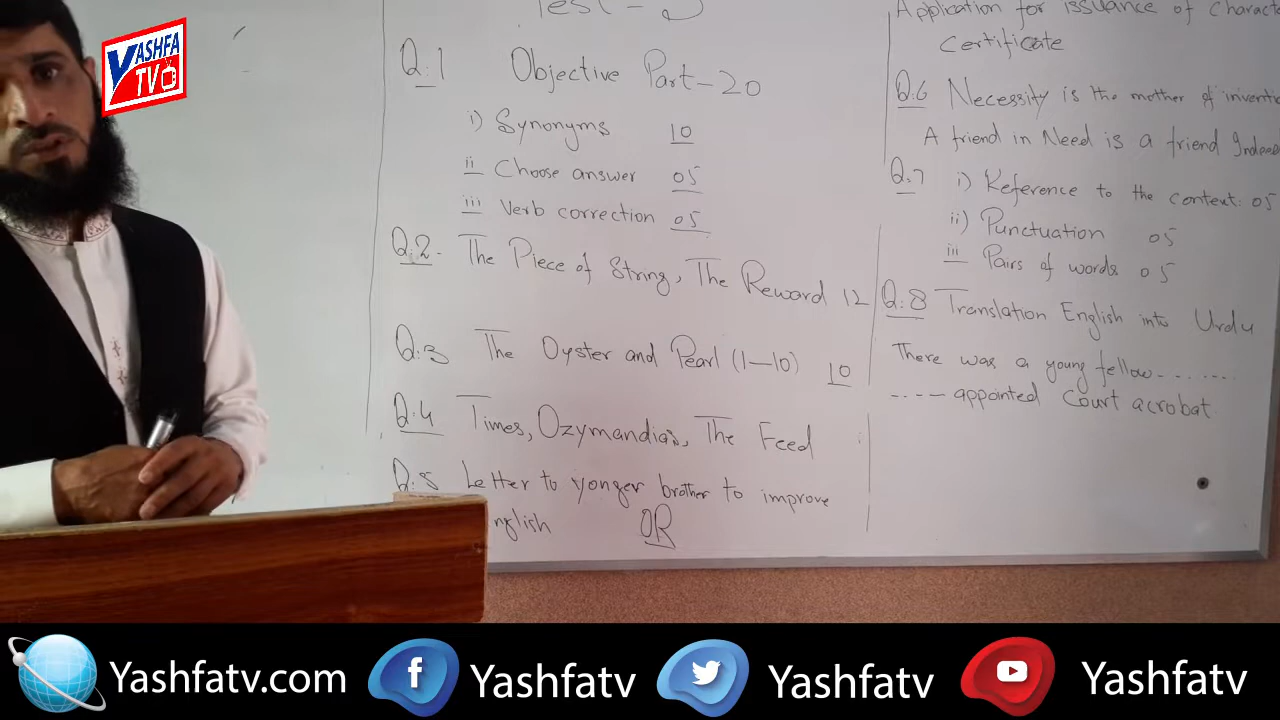 YASHFA
TV
Test-
Q:1 Objective Part-20
i) Synonyms 10
ii Choose answer 05
iii Verb correction 05
Q:2- The Piece of String, The Reward 12
Q:3 The Oyster and Pearl (1-10) 10
Q:4 Times, Ozymandias, The Feed
Q:5 Letter to yonger brother to improve
nglish OR
Application for issuance of charact
Certificate
Q:6 Necessity is the mother of inventi
A friend in Need is a friend Indee
Q:7 i) Reference to the context: 05
ii) Punctuation 05
iii Pairs of words 05
Q:8 Translation English into Urdu
There was a young fellow........
---- appointed Court acrobat
Yashfatv.com Yashfatv Yashfatv Yashfatv